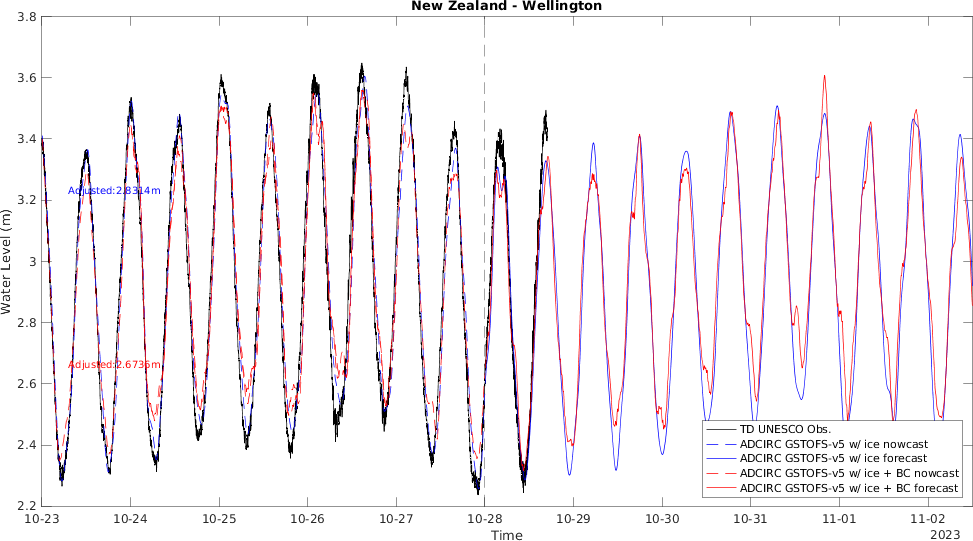 New Zealand - Wellington
3.8
3.6
3.4
3.2
3
2.8
2.6
2.4
2.2
Water Level (m)
Adjusted:2.8314m
Adjusted:2.6735m
TD UNESCO Obs.
ADCIRC GSTOFS-v5 w/ ice nowcast
ADCIRC GSTOFS-v5 w/ ice forecast
ADCIRC GSTOFS-v5 w/ ice + BC nowcast
ADCIRC GSTOFS-v5 w/ ice + BC forecast
10-23 10-24 10-25 10-26 10-27 10-28 10-29 10-30 10-31 11-01 11-02
Time
2023